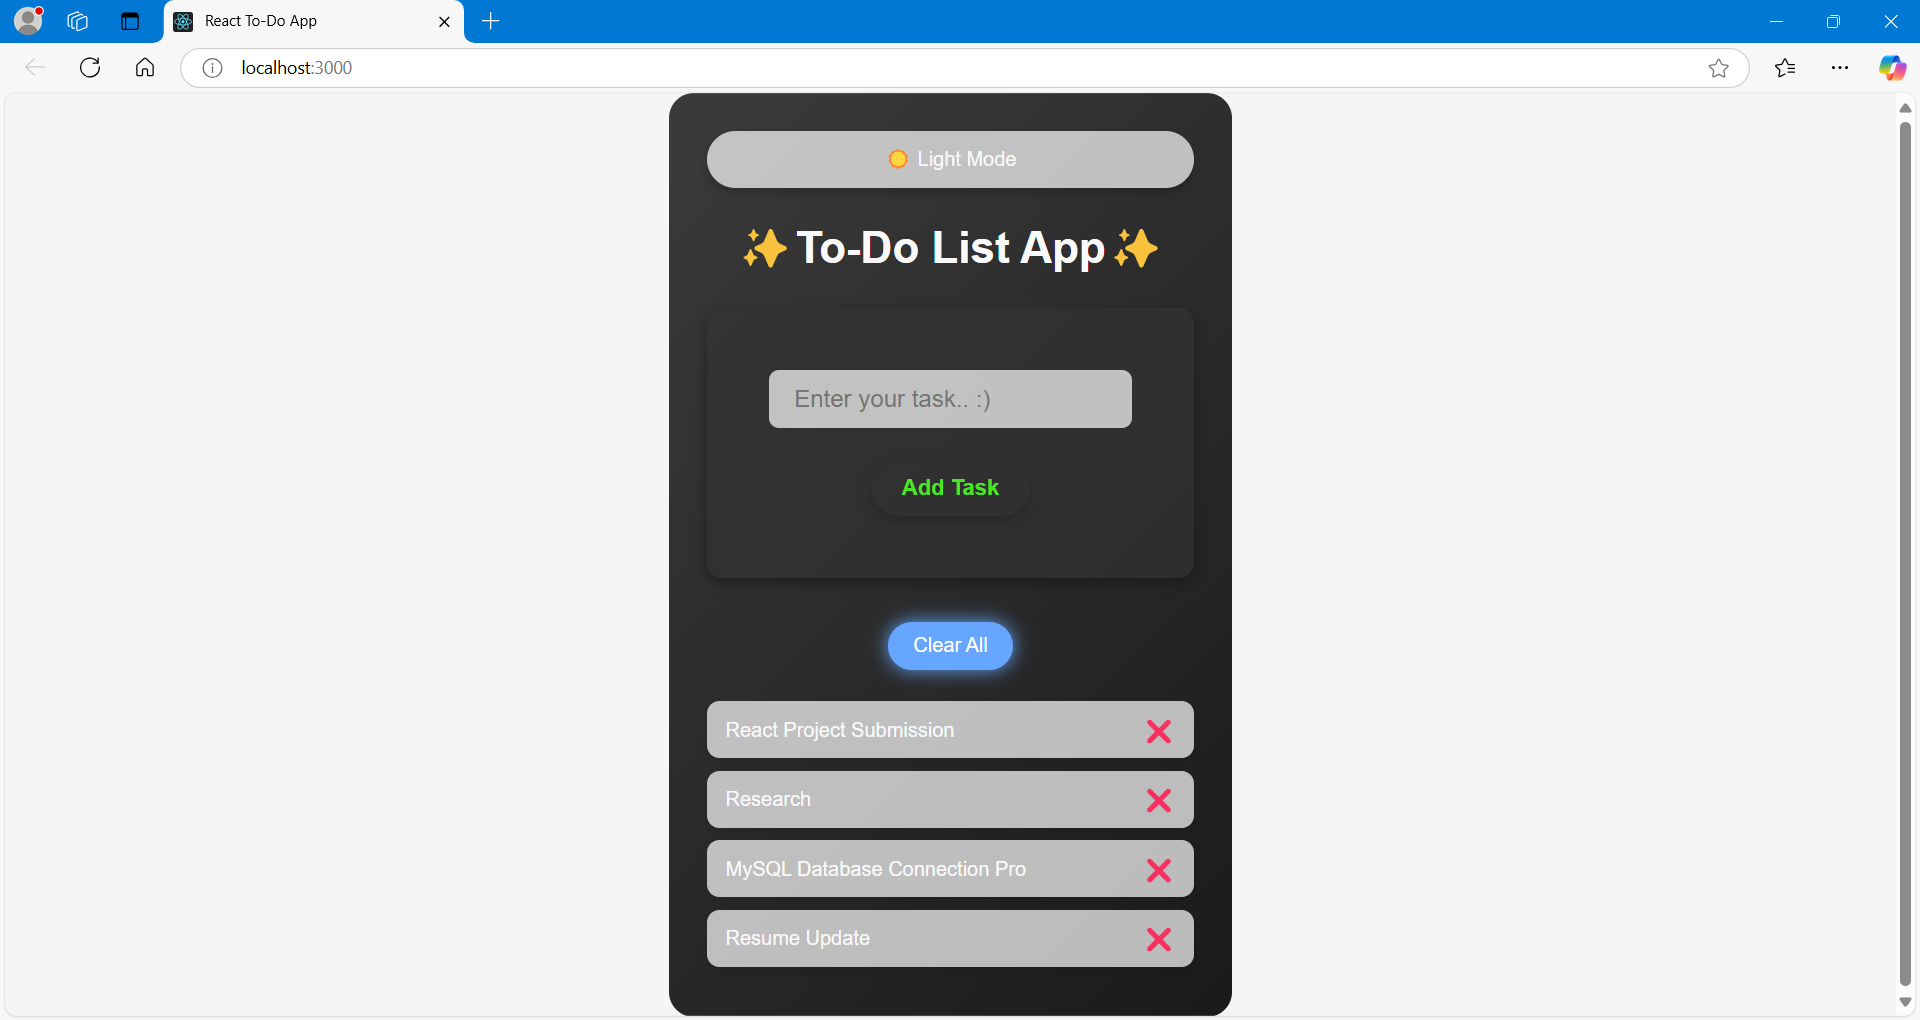 React To-Do App
localhost:3000
Light Mode
✨ To-Do List App ✨
Enter your task.. :)
Add Task
Clear All
React Project Submission
Research
MySQL Database Connection Pro
Resume Update